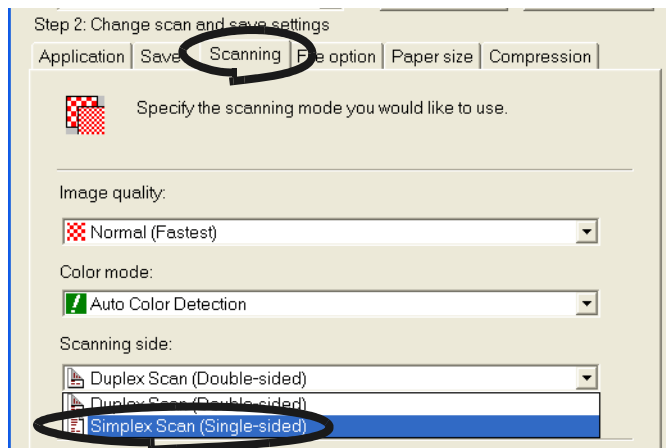 Step 2: Change scan and save settings
Application Save Scanning File option Paper size Compression
Specify the scanning mode you would like to use.
Image quality:
Normal (Fastest)
Color mode:
Auto Color Detection
Scanning side:
Duplex Scan (Double-sided)
Duplex Scan (Double-sided)
Simplex Scan (Single-sided)